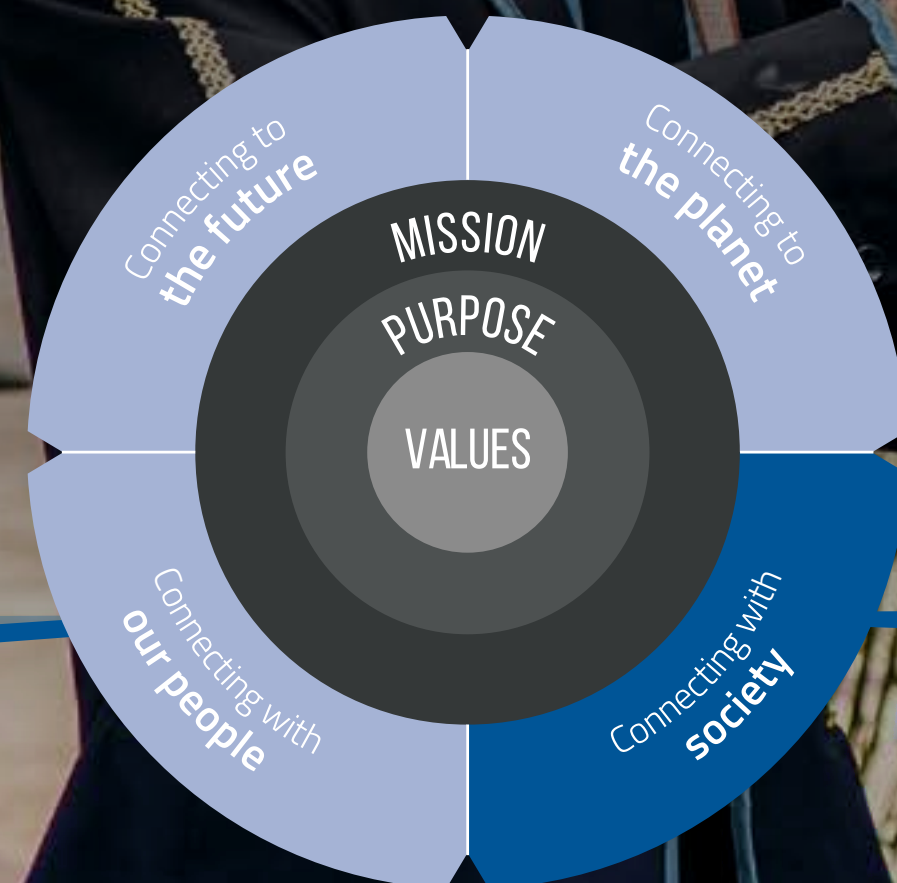 Connecting to
the future
Connecting to
the planet
MISSION
PURPOSE
VALUES
Connecting with
our people
Connecting with
society